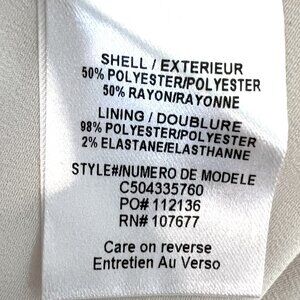 SHELL / EXTERIEUR
50% POLYESTER/POLYESTER
50% RAYON/RAYONNE
LINING / DOUBLURE
98% POLYESTER/POLYESTER
2% ELASTANE/ELASTHANNE
STYLE#/NUMERO DE MODELE
C504335760
PO# 112136
RN# 107677
Care on reverse
Entretien Au Verso